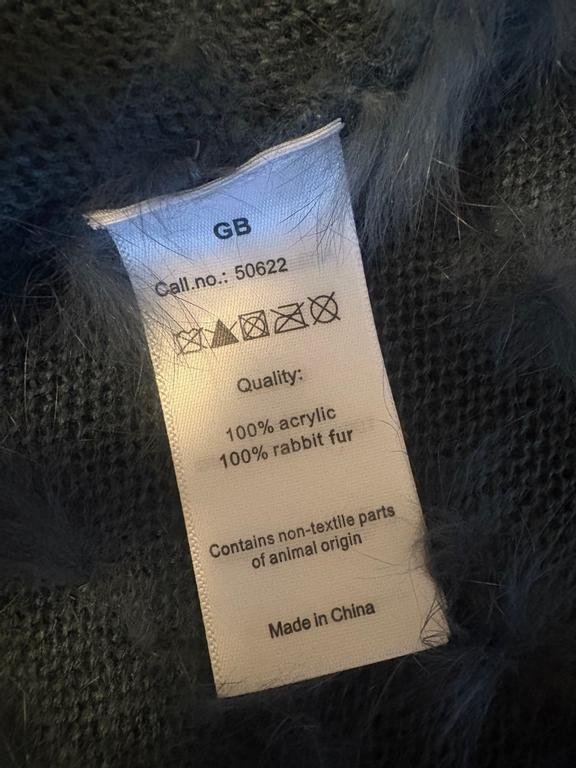 GB
Call.no.: 50622
Quality:
100% acrylic
100% rabbit fur
Contains non-textile parts
of animal origin
Made in China